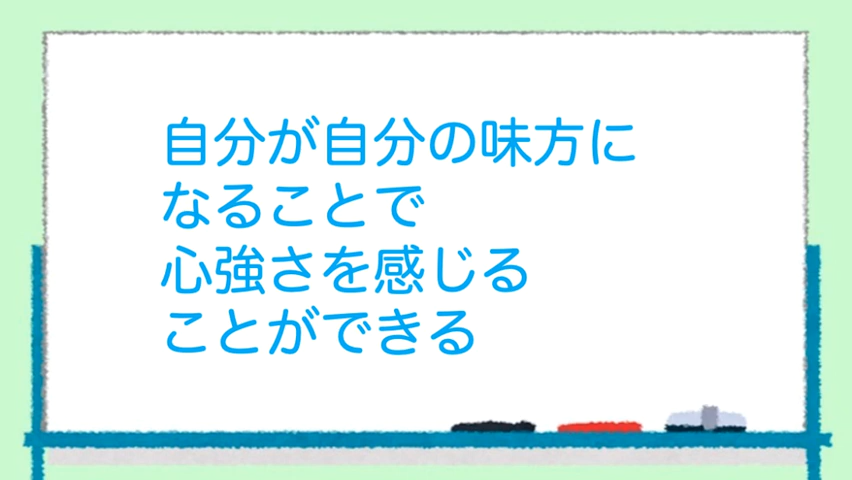 自分が自分の味方に
なることで
心強さを感じる
ことができる